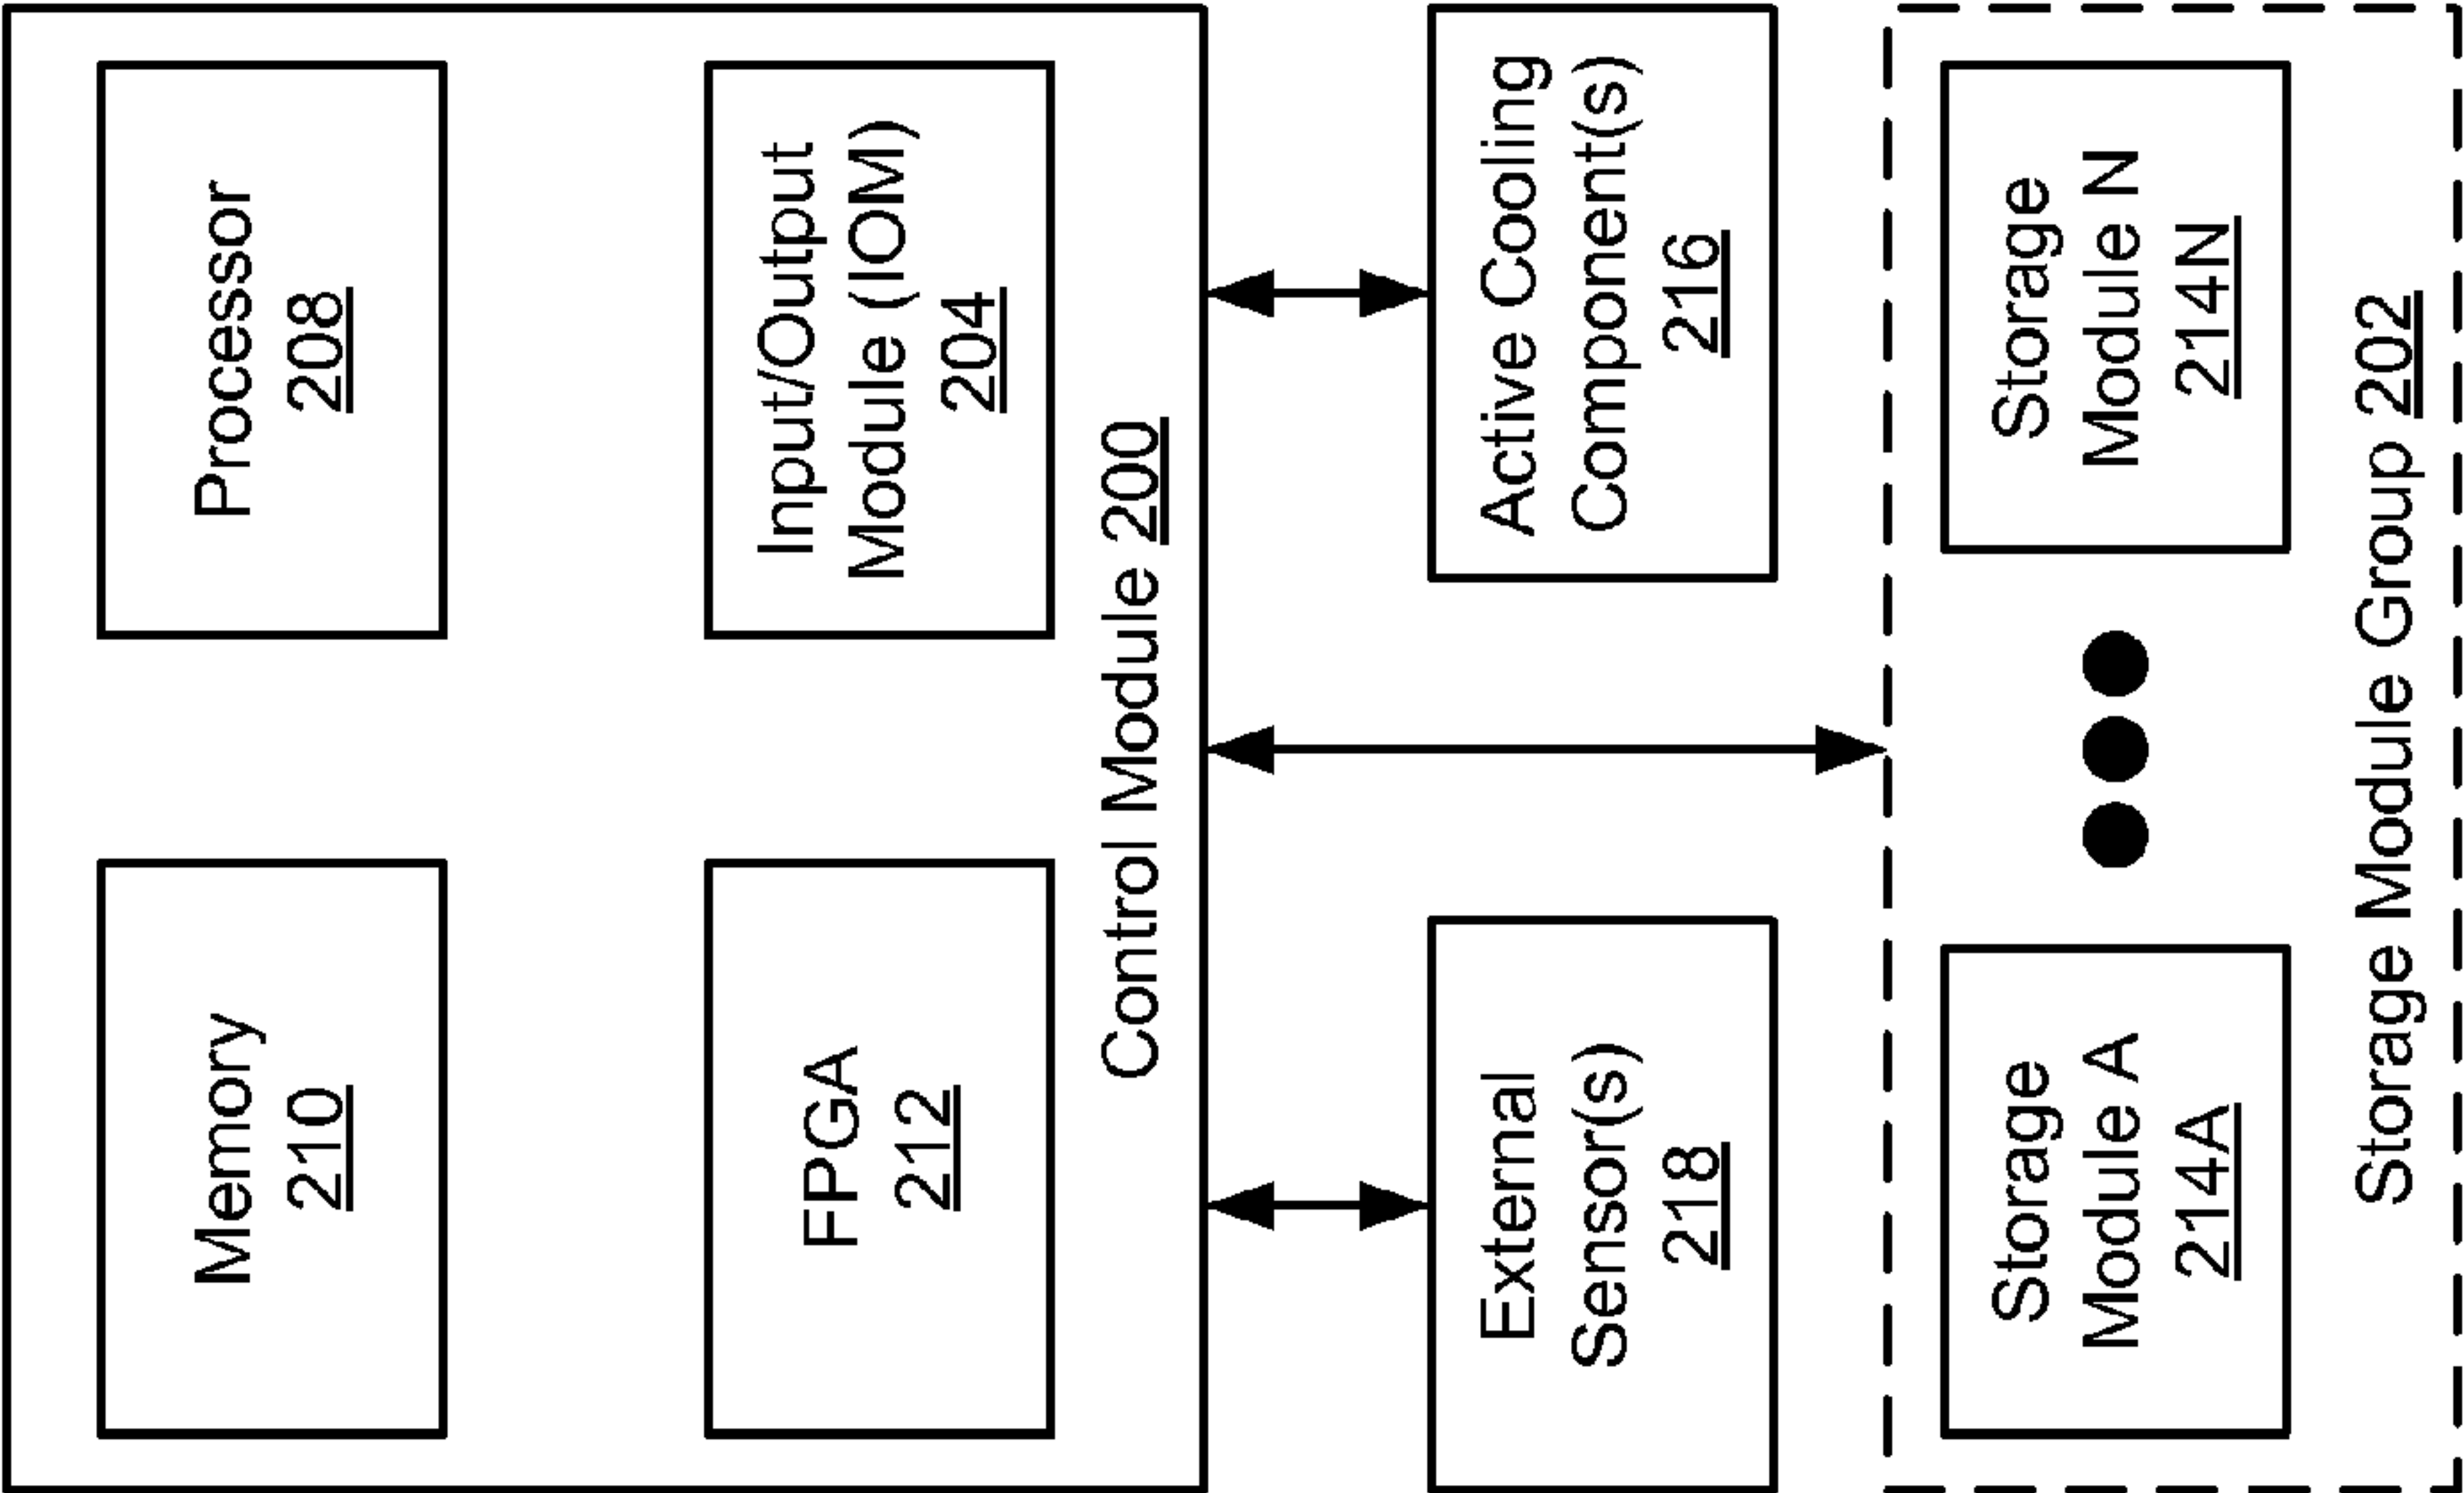 Memory
210
Processor
208
FPGA
212
Input/Output
Module (IOM)
204
Control Module 200
External
Sensor(s)
218
Active Cooling
Component(s)
216
Storage
Module A
214A
Storage
Module N
214N
Storage Module Group 202